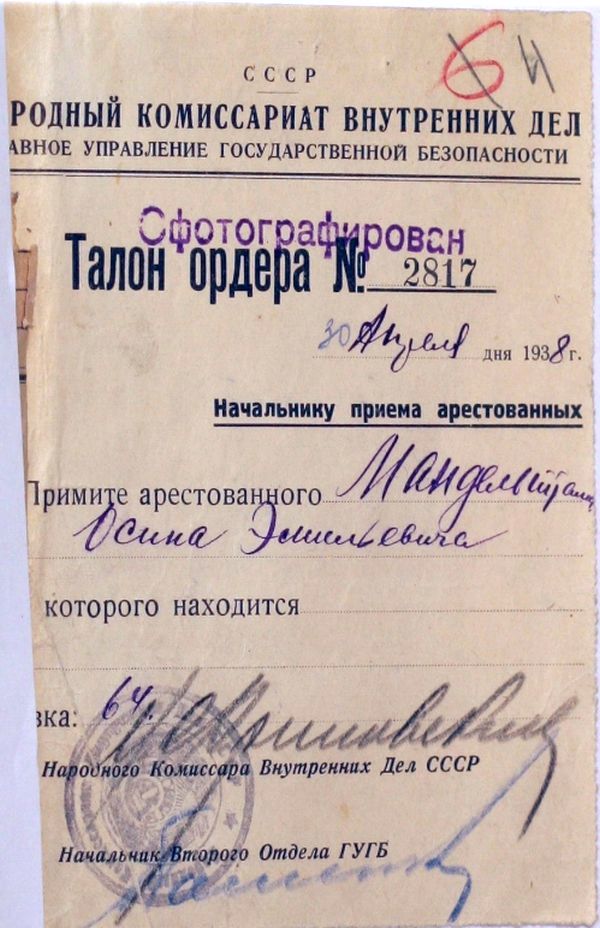 6 Н
СССР
РОДНЫЙ КОМИССАРИАТ ВНУТРЕННИХ ДЕЛ
АВНОЕ УПРАВЛЕНИЕ ГОСУДАРСТВЕННОЙ БЕЗОПАСНОСТИ
Сфотографирован
Талон ордера № 2817
30 Апреля дня 1938 г.
Начальнику приема арестованных
Примите арестованного Мандельштама
Осипа Эмильевича
которого находится
вка: 64.
Народного Комиссара Внутренних Дел СССР
Начальник Второго Отдела ГУГБ